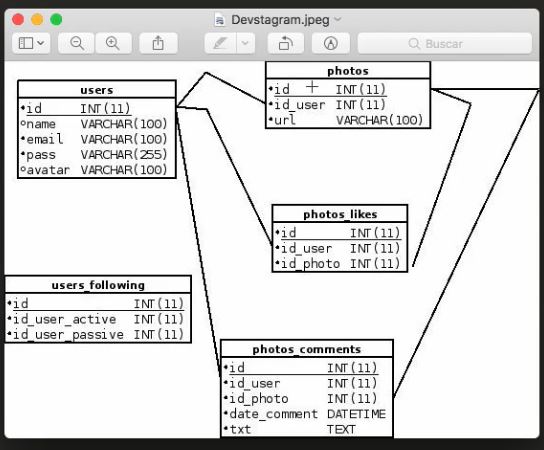 Devstagram.jpeg
Buscar
users
id INT(11)
name VARCHAR(100)
email VARCHAR(100)
pass VARCHAR(255)
avatar VARCHAR(100)
photos
id INT(11)
id_user INT(11)
url VARCHAR(100)
photos_likes
id INT(11)
id_user INT(11)
id_photo INT(11)
users_following
id INT(11)
id_user_active INT(11)
id_user_passive INT(11)
photos_comments
id INT(11)
id_user INT(11)
id_photo INT(11)
date_comment DATETIME
txt TEXT